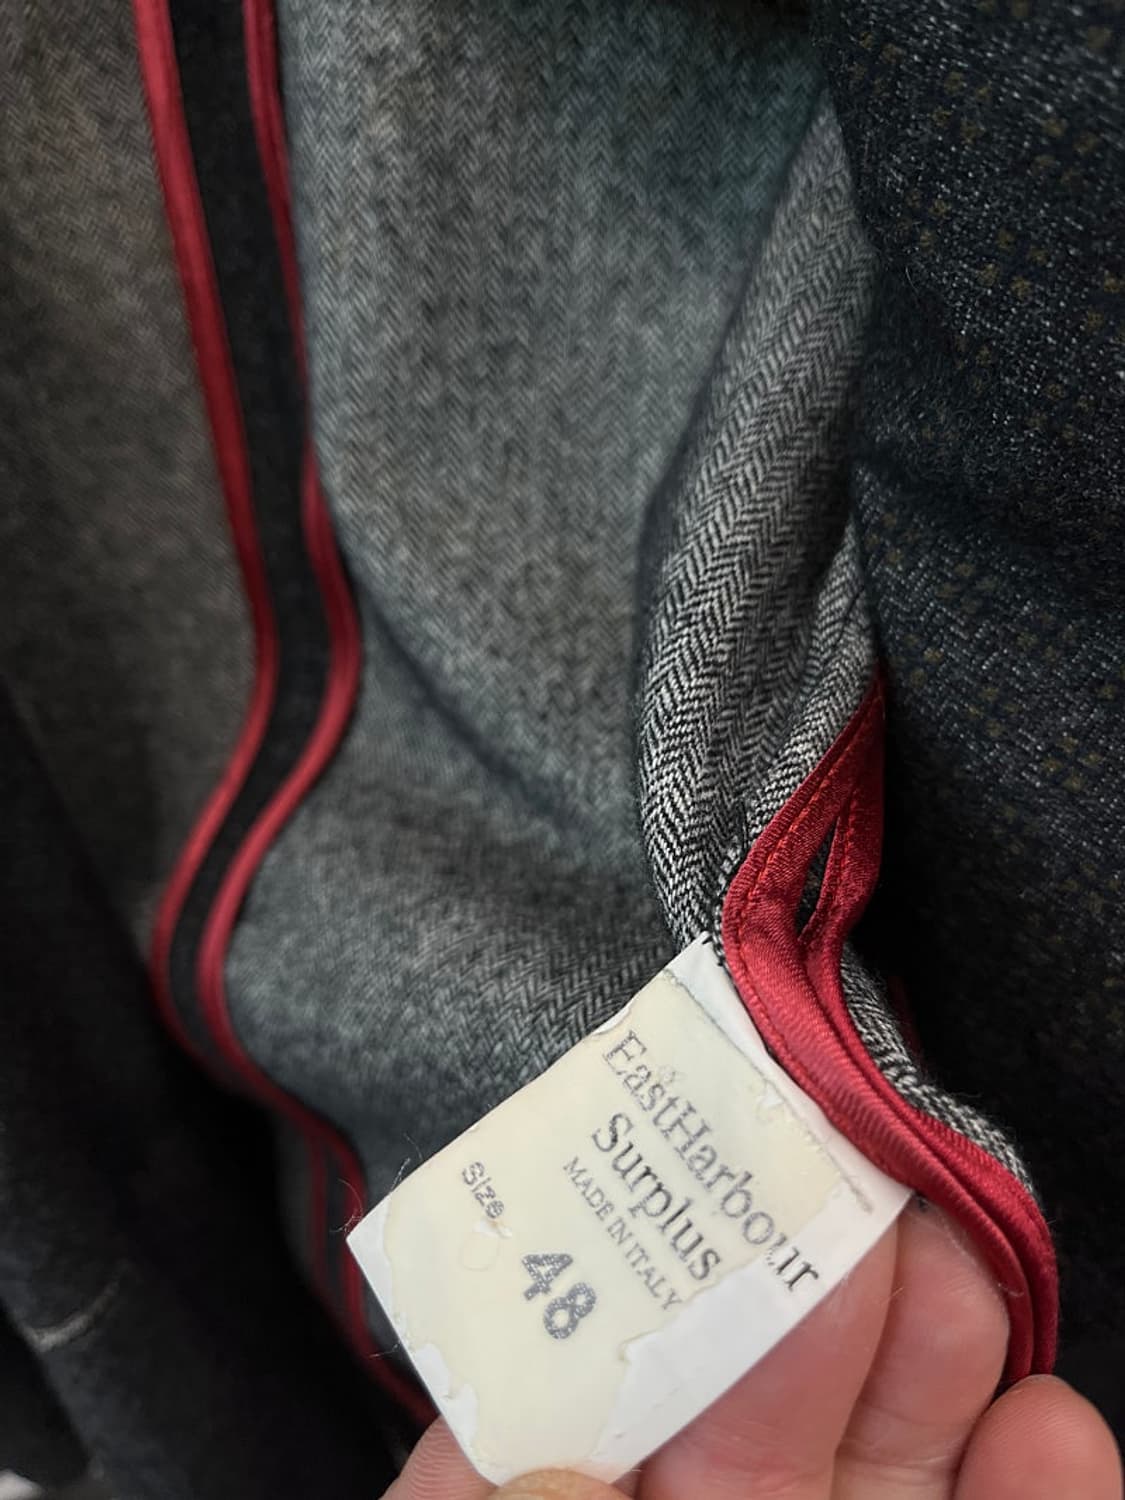 EastHarbour
Surplus
MADE IN ITALY
Size
48